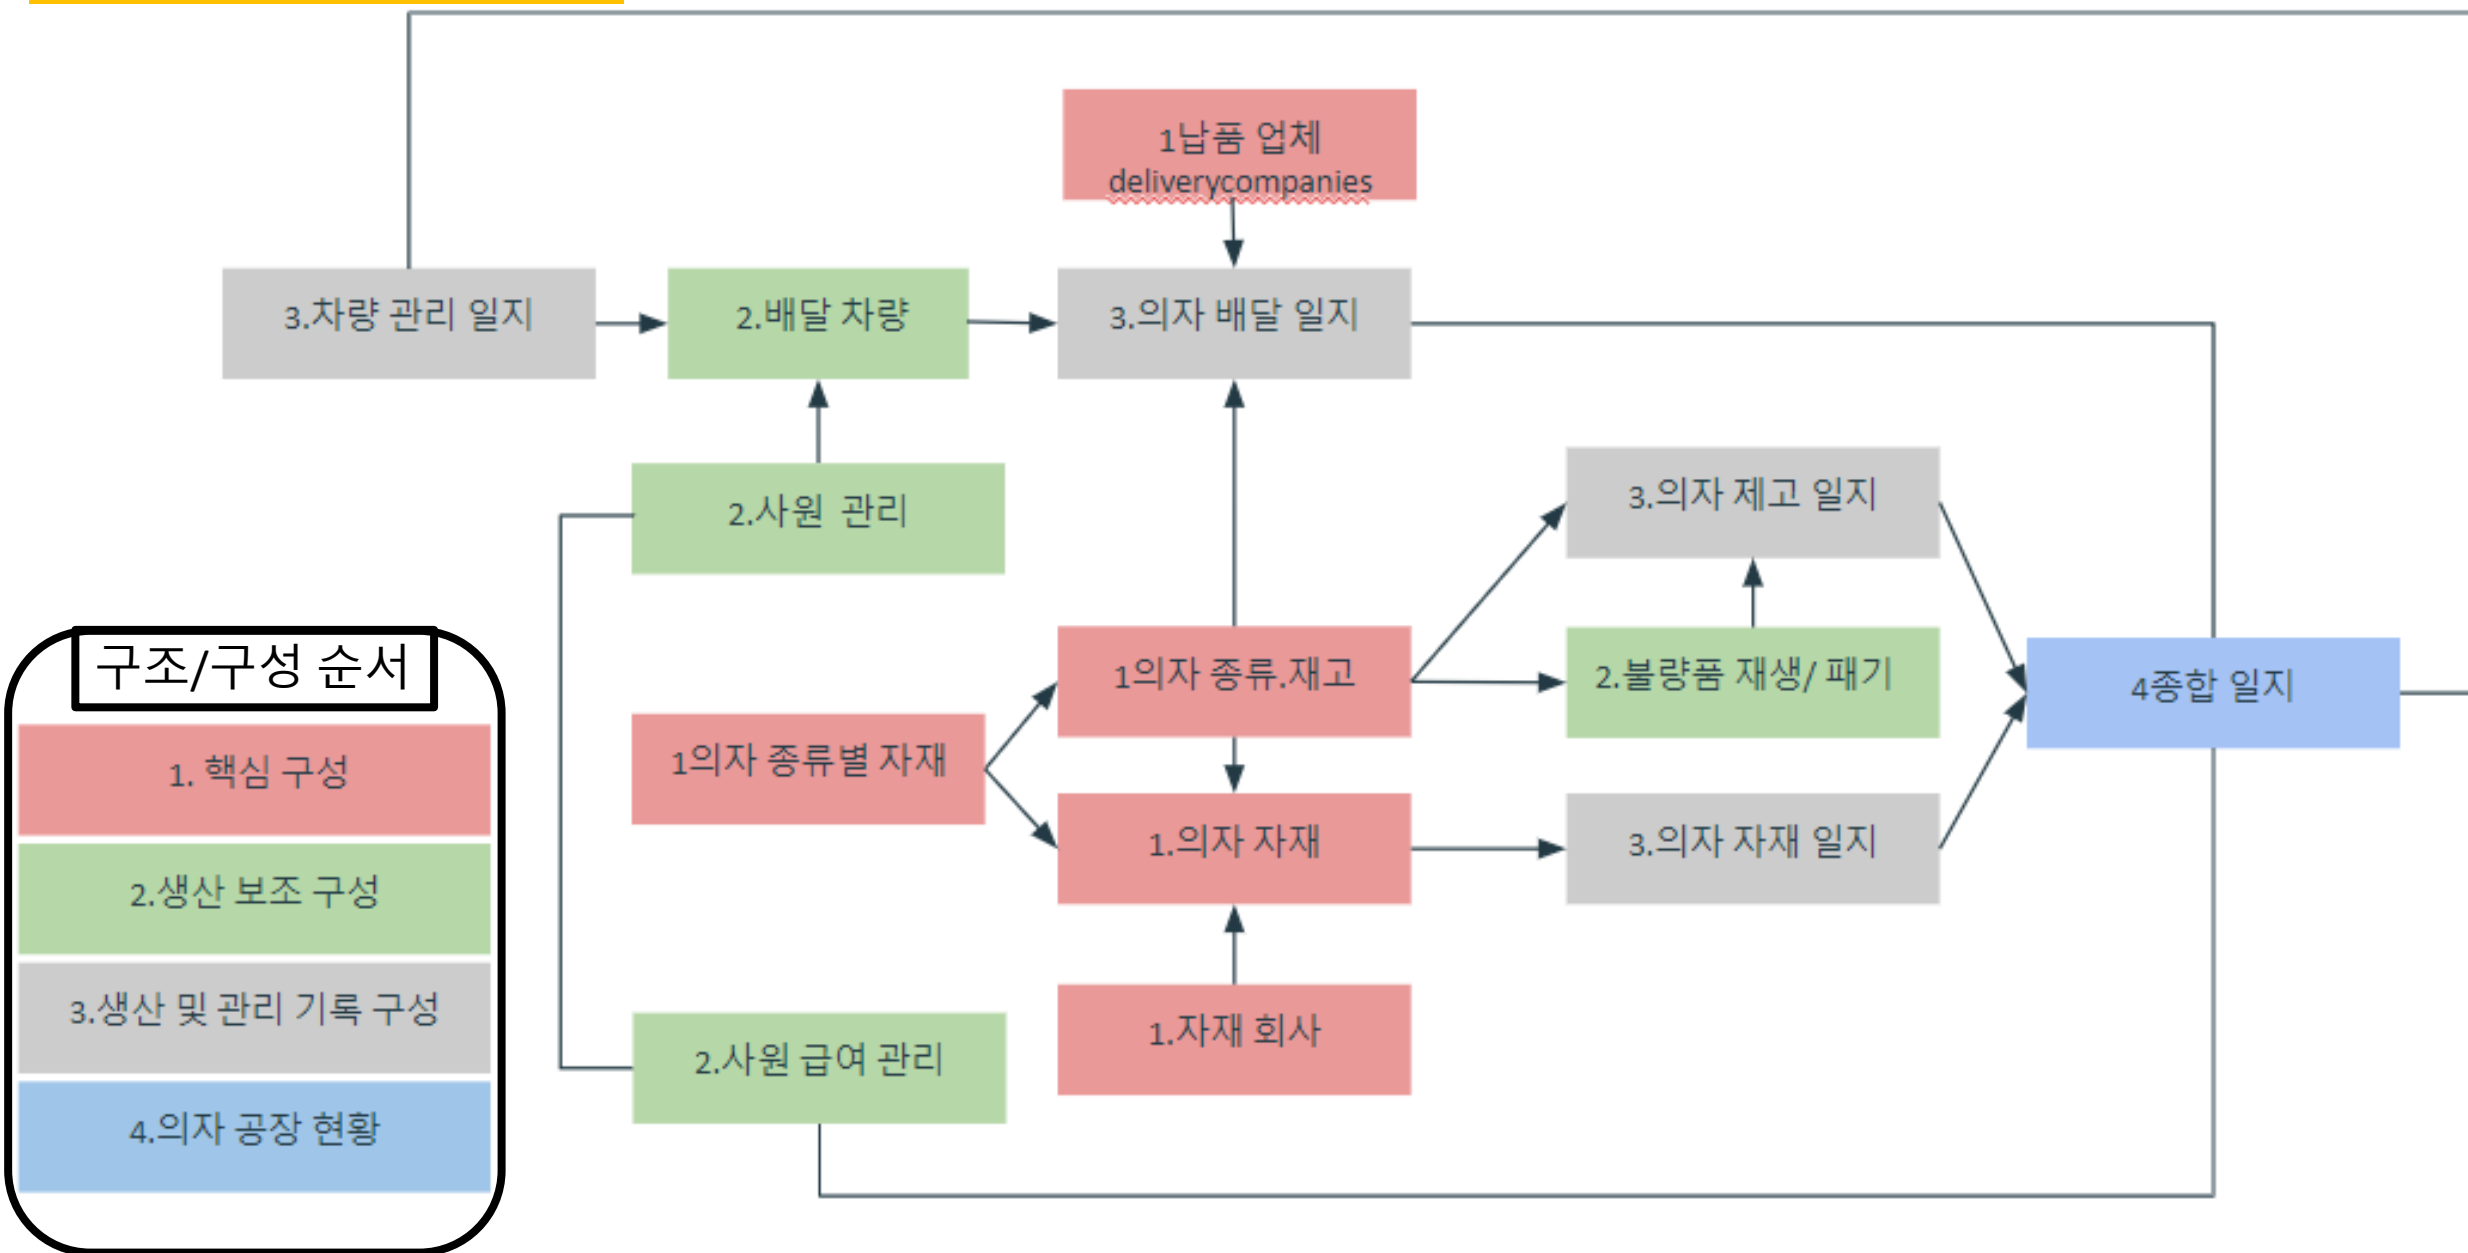 1납품 업체
deliverycompanies
3.차량 관리 일지
2.배달 차량
3.의자 배달 일지
2.사원 관리
3.의자 제고 일지
구조/구성 순서
1. 핵심 구성
2.생산 보조 구성
3.생산 및 관리 기록 구성
4.의자 공장 현황
1의자 종류.재고
2.불량품 재생/ 패기
4종합 일지
1의자 종류별 자재
1.의자 자재
3.의자 자재 일지
1.자재 회사
2.사원 급여 관리